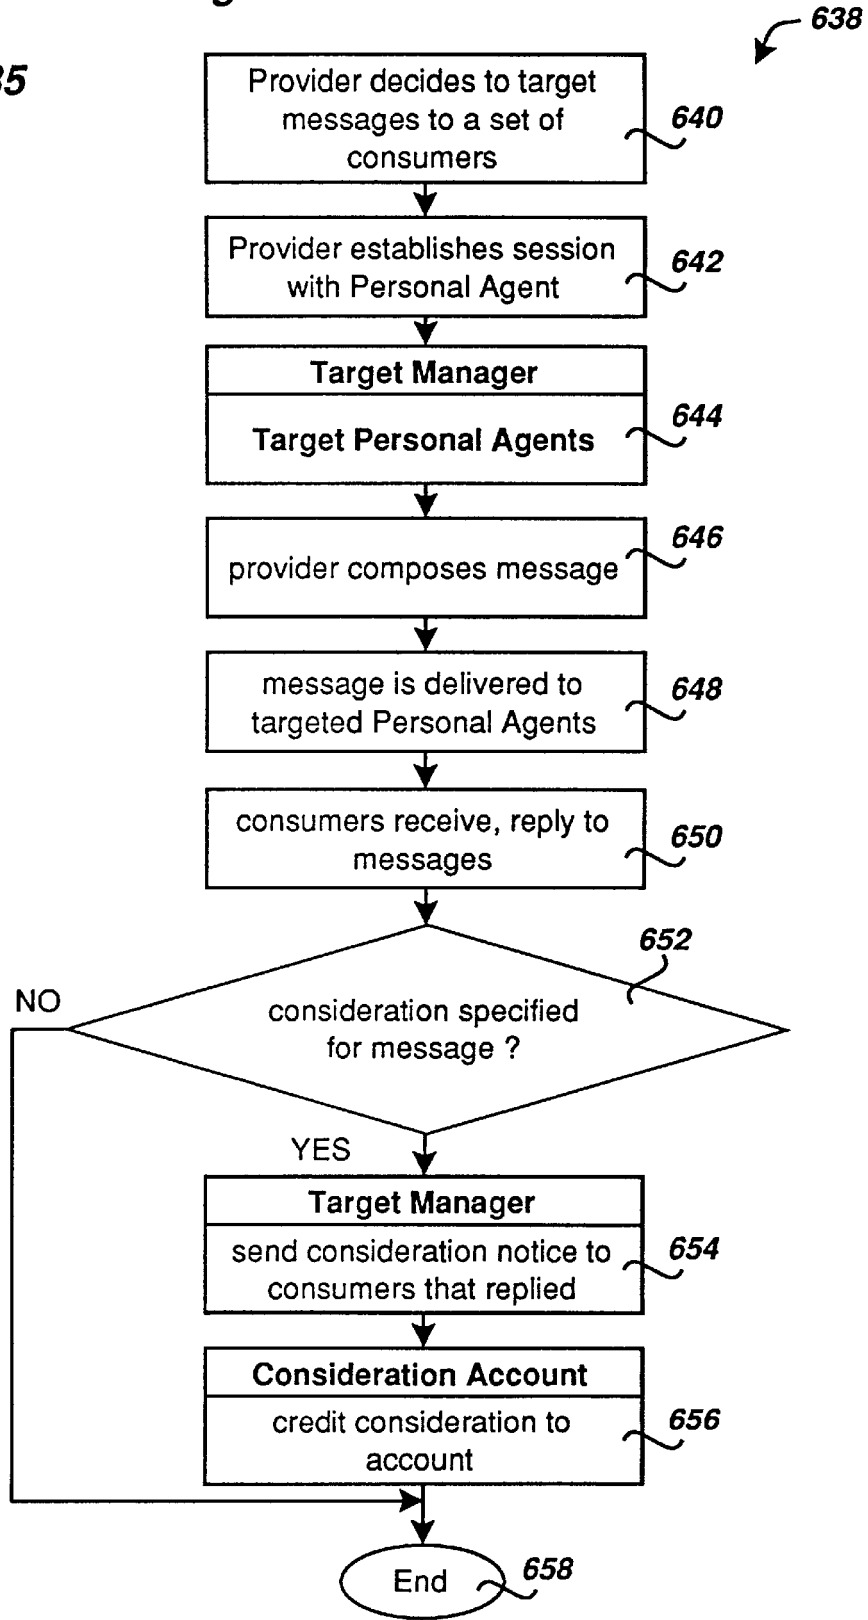 638
Provider decides to target
messages to a set of
consumers
640
Provider establishes session
with Personal Agent
642
Target Manager
Target Personal Agents
644
provider composes message
646
message is delivered to
targeted Personal Agents
648
consumers receive, reply to
messages
650
652
consideration specified
for message ?
NO
YES
Target Manager
send consideration notice to
consumers that replied
654
Consideration Account
credit consideration to
account
656
End
658